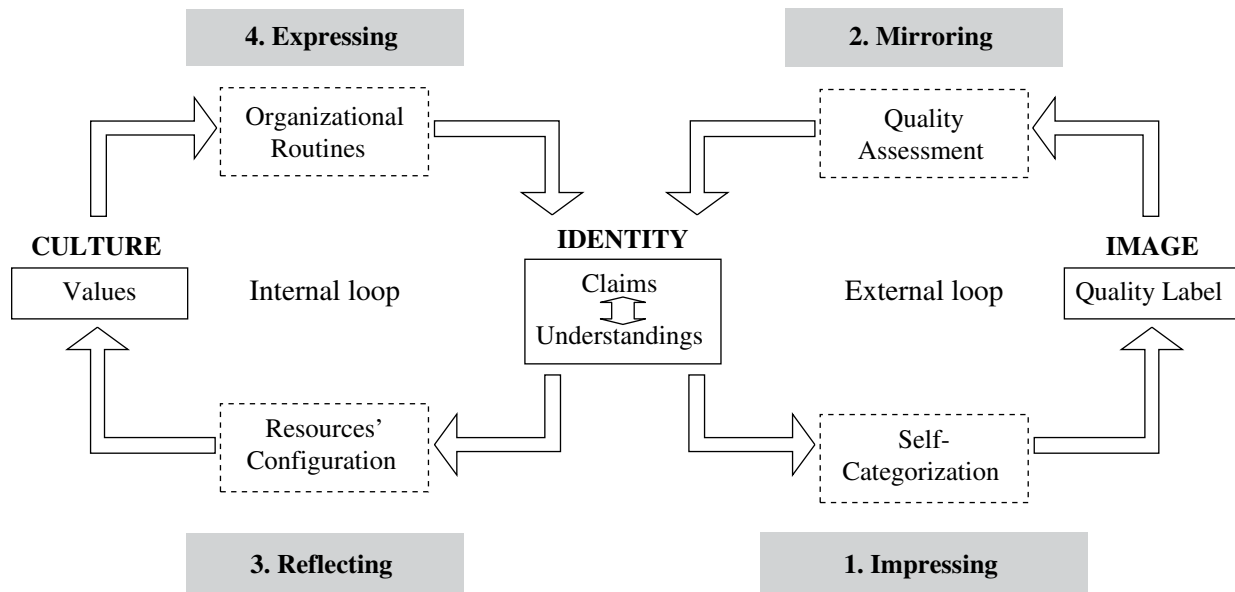 4. Expressing
2. Mirroring
Organizational
Routines
Quality
Assessment
CULTURE
Values
Internal loop
IDENTITY
Claims
Understandings
External loop
IMAGE
Quality Label
Resources’
Configuration
Self-
Categorization
3. Reflecting
1. Impressing